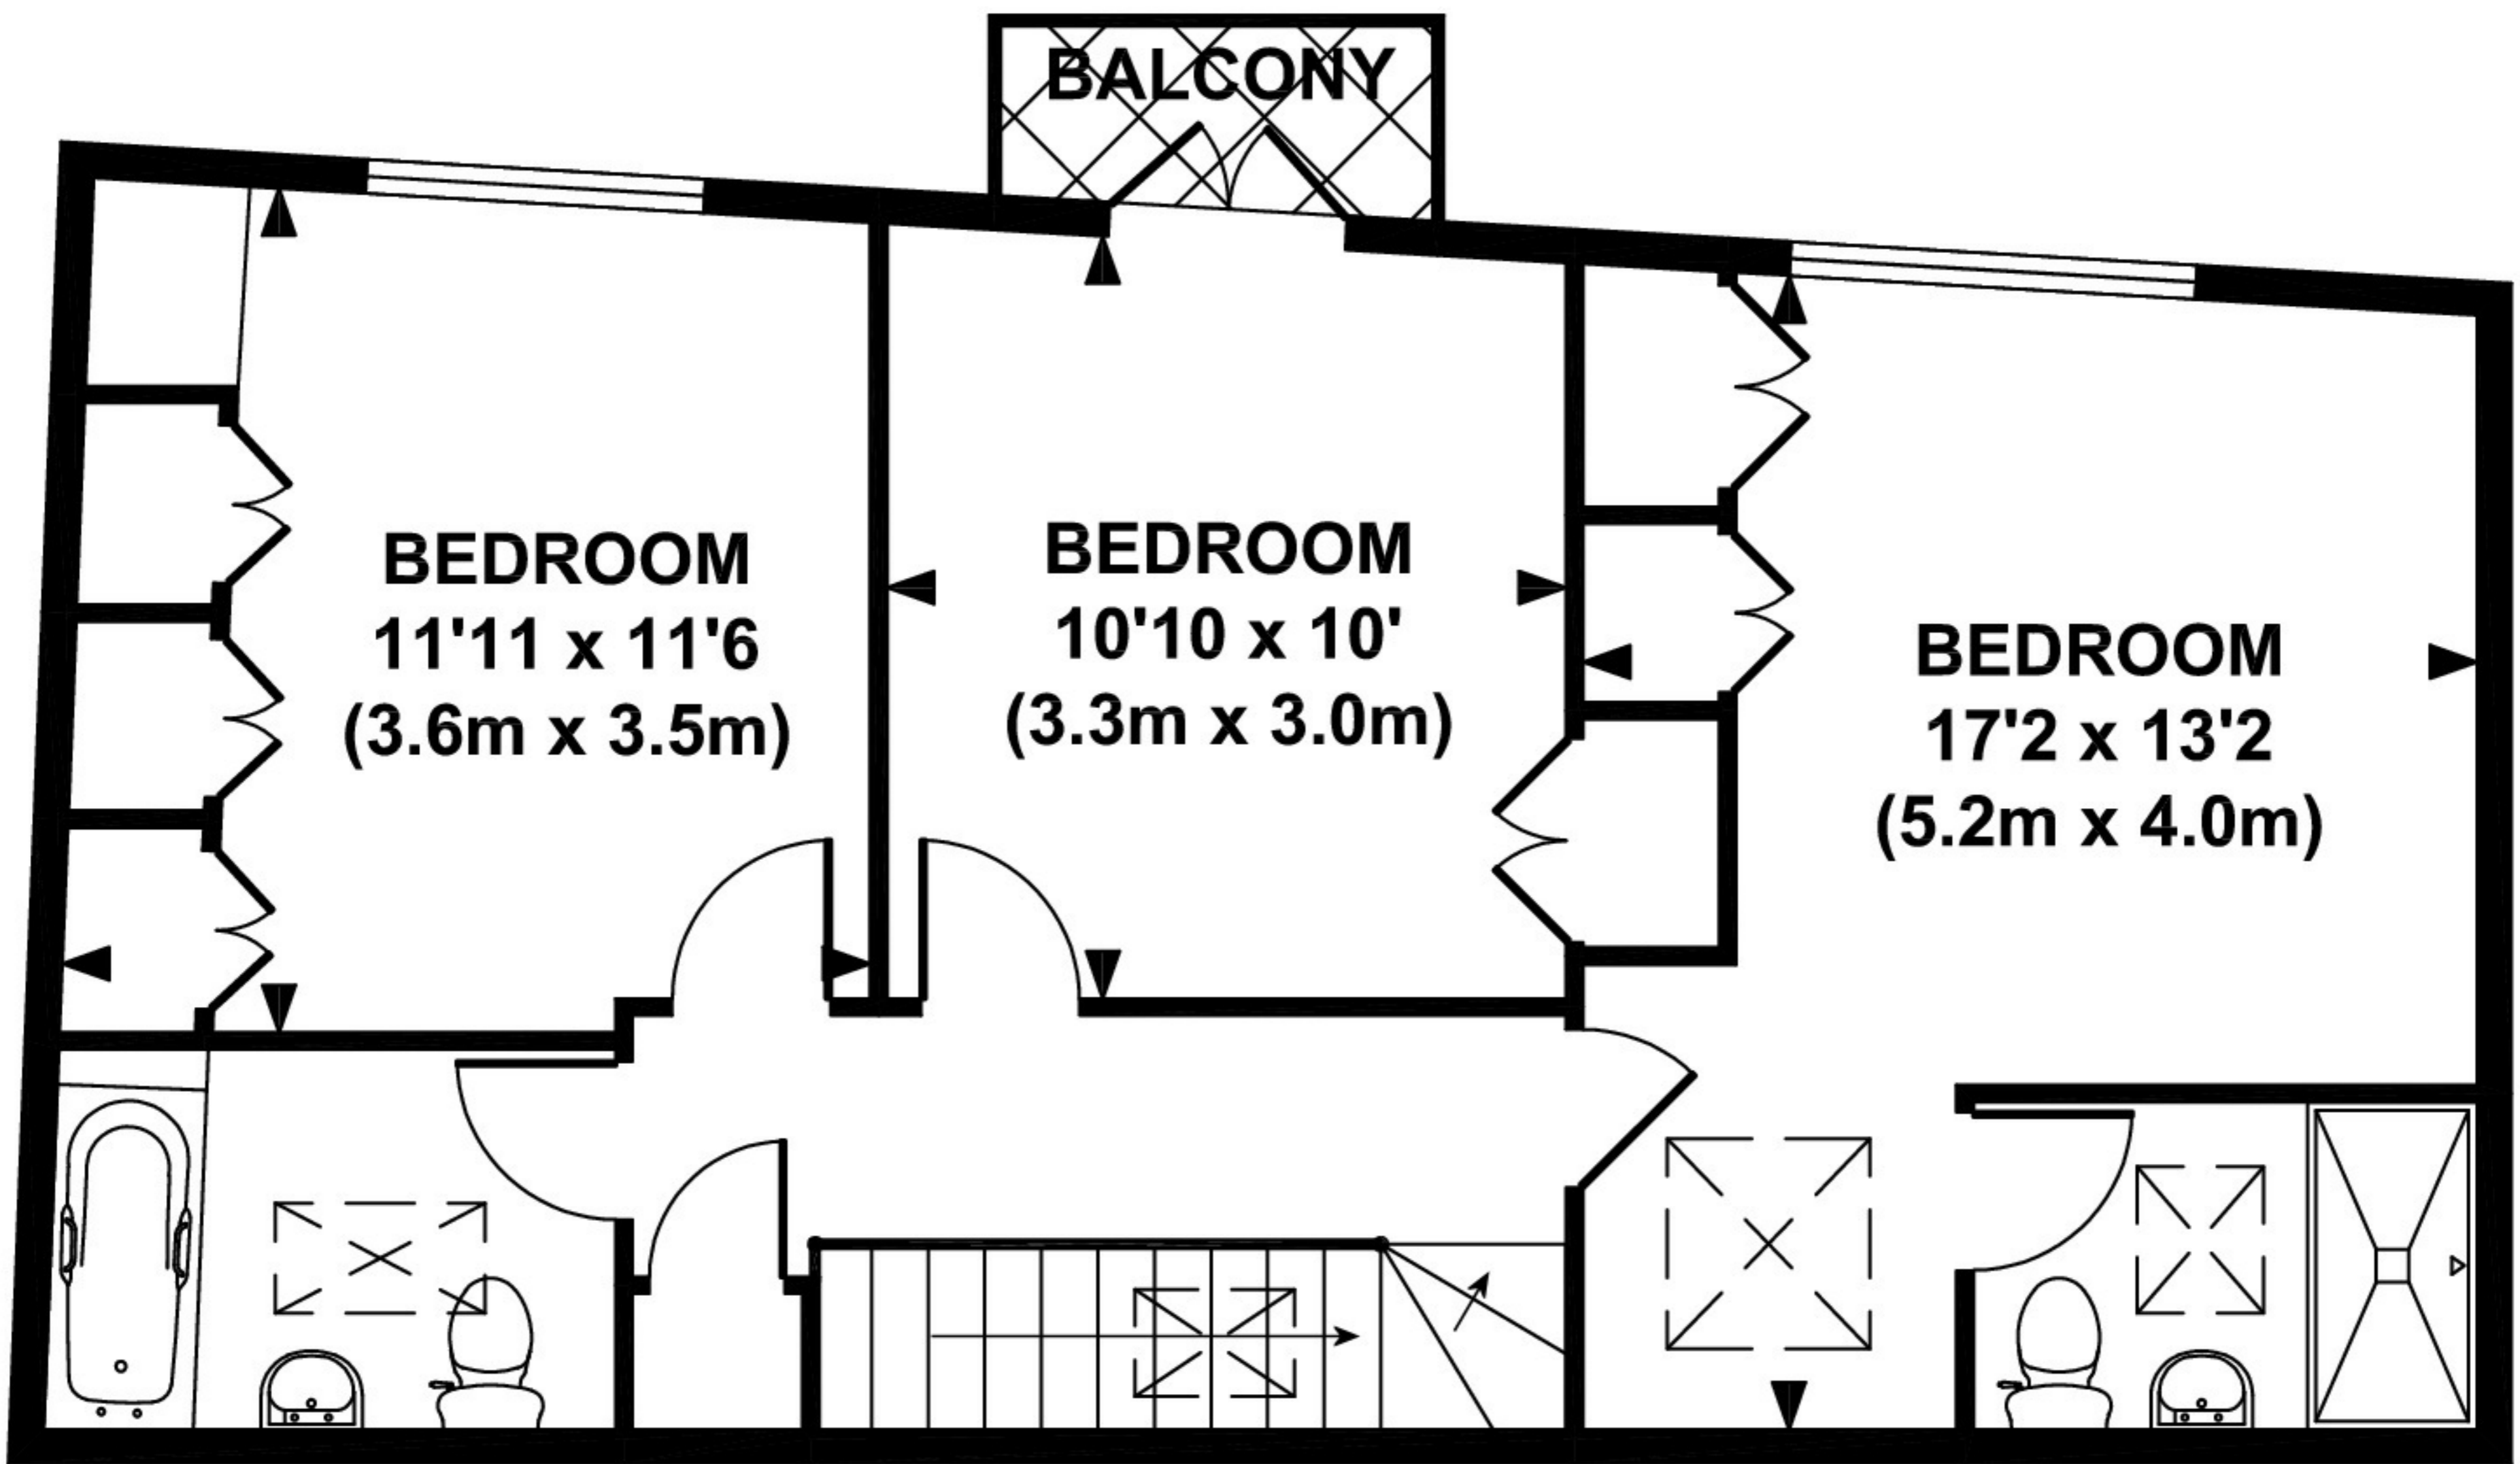 BALCONY
BEDROOM
11'11 x 11'6
(3.6m x 3.5m)
BEDROOM
10'10 x 10'
(3.3m x 3.0m)
BEDROOM
17'2 x 13'2
(5.2m x 4.0m)